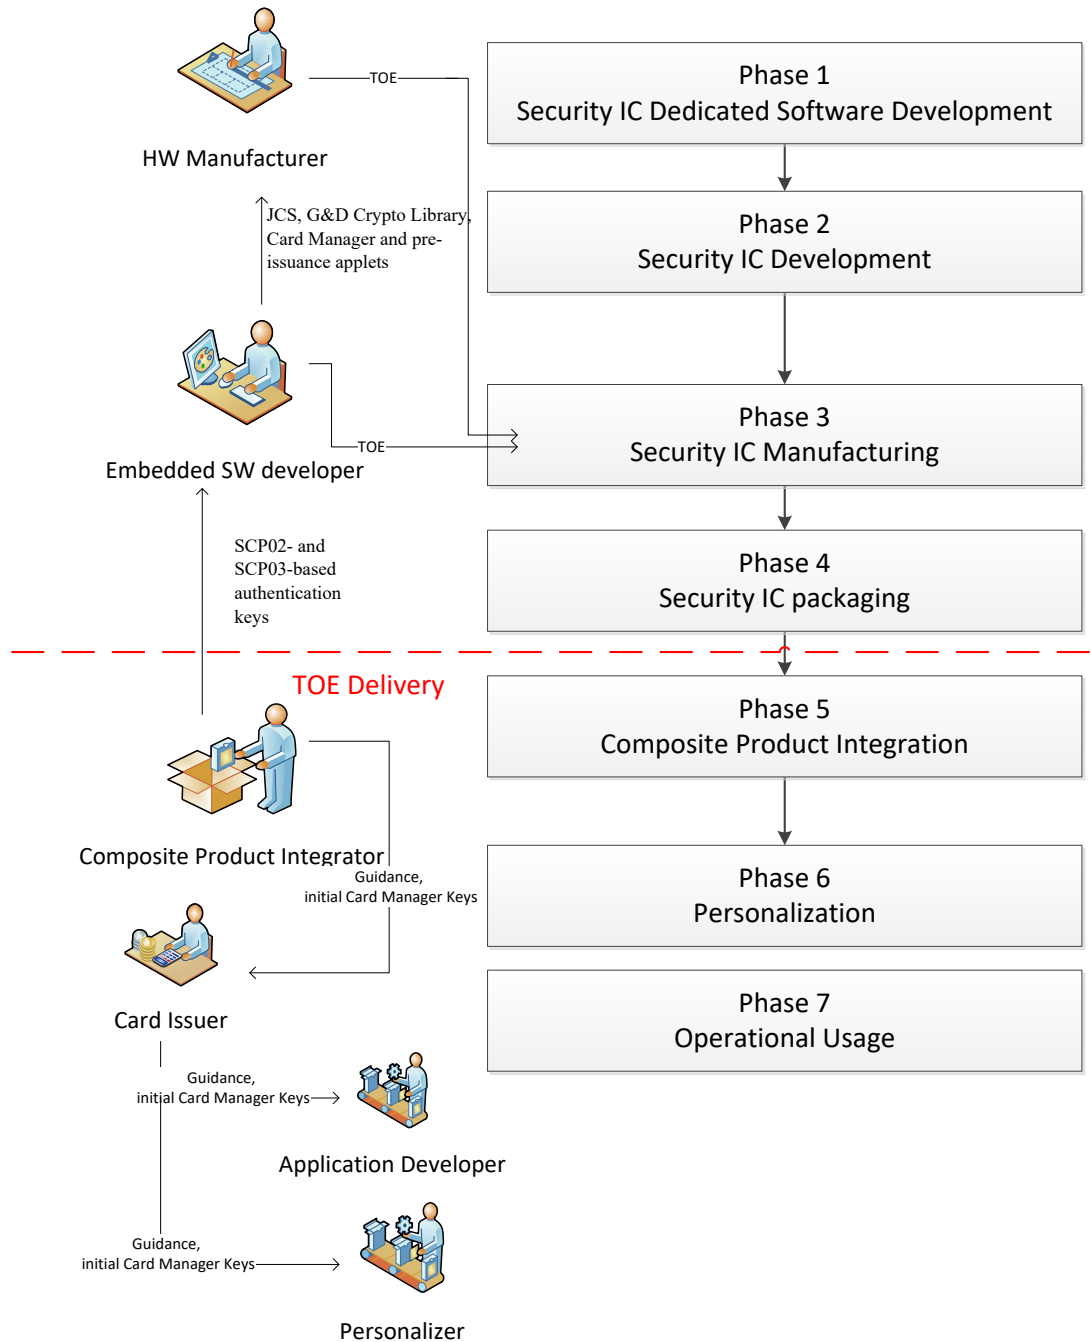 TOE
Phase 1
Security IC Dedicated Software Development
HW Manufacturer
JCS, G&D Crypto Library,
Card Manager and pre-
issuance applets
Phase 2
Security IC Development
Phase 3
Security IC Manufacturing
TOE
Embedded SW developer
SCP02- and
SCP03-based
authentication
keys
Phase 4
Security IC packaging
TOE Delivery
Phase 5
Composite Product Integration
Composite Product Integrator
Guidance,
initial Card Manager Keys
Phase 6
Personalization
Card Issuer
Phase 7
Operational Usage
Guidance,
initial Card Manager Keys
Application Developer
Guidance,
initial Card Manager Keys
Personalizer